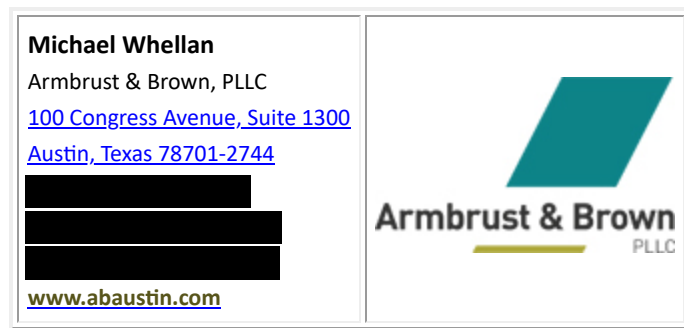 Michael Whellan
Armbrust & Brown, PLLC
100 Congress Avenue, Suite 1300
Austin, Texas 78701-2744
www.abaustin.com
Armbrust & Brown
PLLC